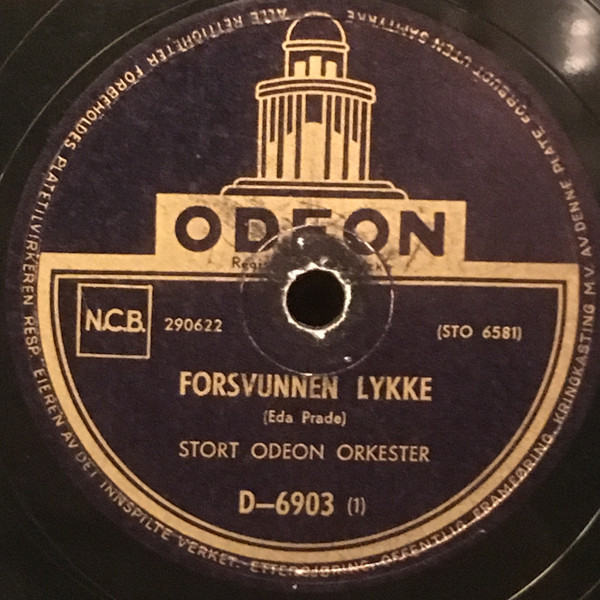 ODEON
N.C.B.
290622
(STO 6581)
FORSVUNNEN LYKKE
(Eda Prade)
STORT ODEON ORKESTER
D–6903 (1)
PLATETILVIRKEREN RESP. EIEREN AV DET INNSPILTE VERKET. ETTERGJØRING, OFFENTLIG FRAMFØRING, KRINGKASTING M.V. AV DENNE PLATE FORBUDT UTEN SAMTYKKE
ALLE RETTIGHETER FORBEHOLDES